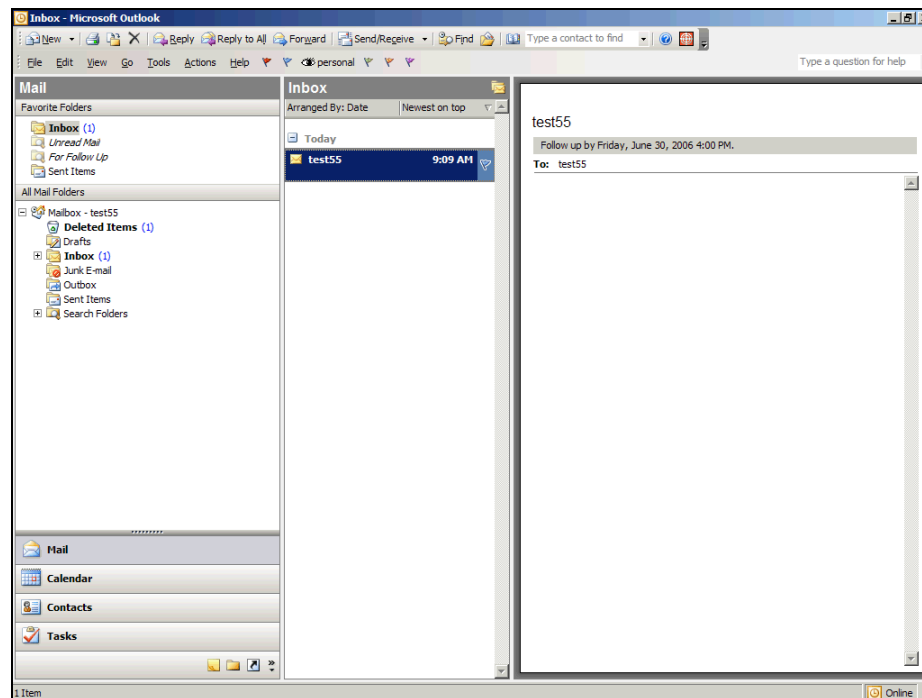 Inbox - Microsoft Outlook
New Reply Reply to All Forward Send/Receive Find Type a contact to find
File Edit View Go Tools Actions Help personal Type a question for help
Mail
Favorite Folders
Inbox (1)
Unread Mail
For Follow Up
Sent Items
All Mail Folders
Mailbox - test55
Deleted Items (1)
Drafts
Inbox (1)
Junk E-mail
Outbox
Sent Items
Search Folders
Mail
Calendar
Contacts
Tasks
1 Item
Inbox
Arranged By: Date Newest on top
Today
test55 9:09 AM
test55
Follow up by Friday, June 30, 2006 4:00 PM.
To: test55
Online